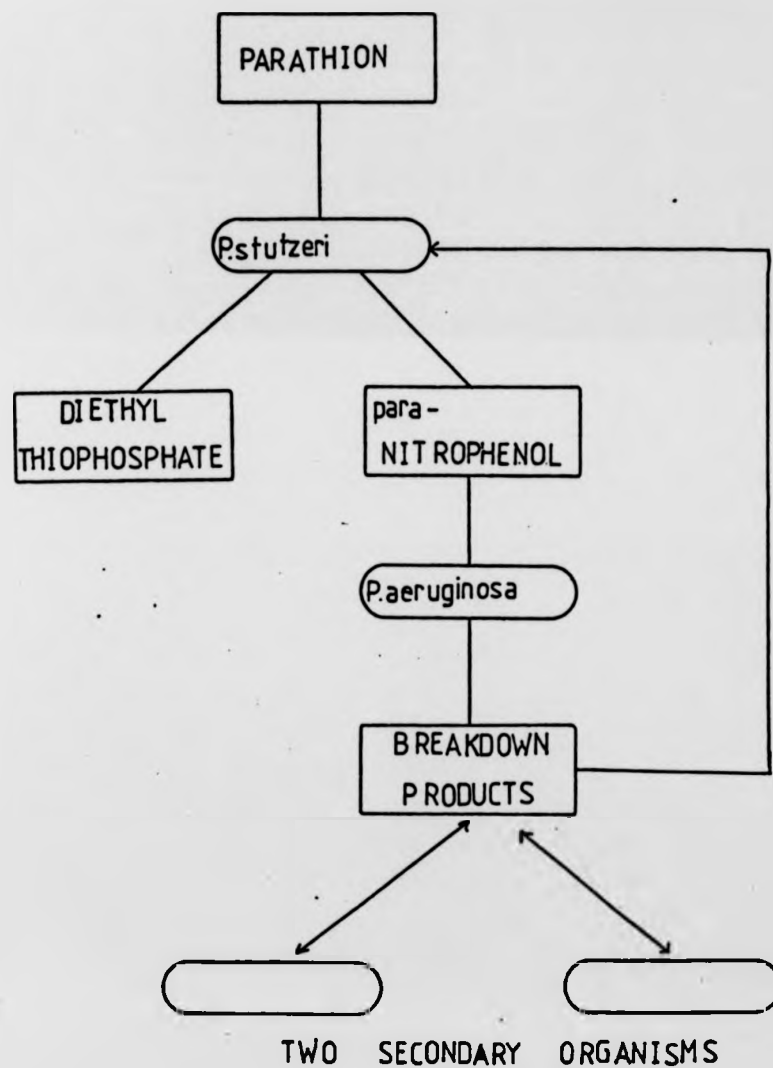 PARATHION
P.stutzeri
DIETHYL
THIOPHOSPHATE
para-
NITROPHENOL
P.aeruginosa
BREAKDOWN
PRODUCTS
TWO SECONDARY ORGANISMS